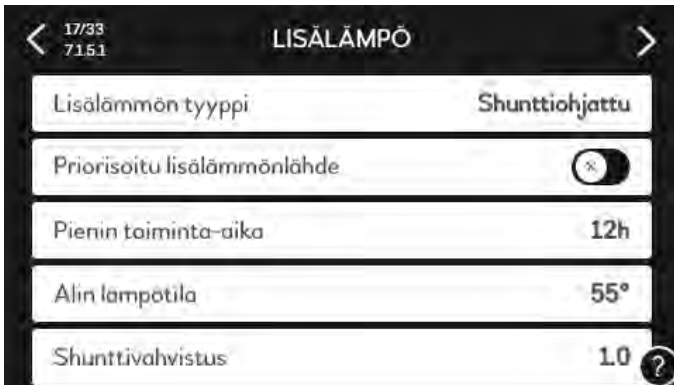 17/33
7.1.5.1
LISÄLÄMPÖ
Lisälämmön tyyppi Shunttiohjattu
Priorisoitu lisälämmönlähde
Pienin toiminta-aika 12h
Alin lämpötila 55°
Shunttivahvistus 1.0
?